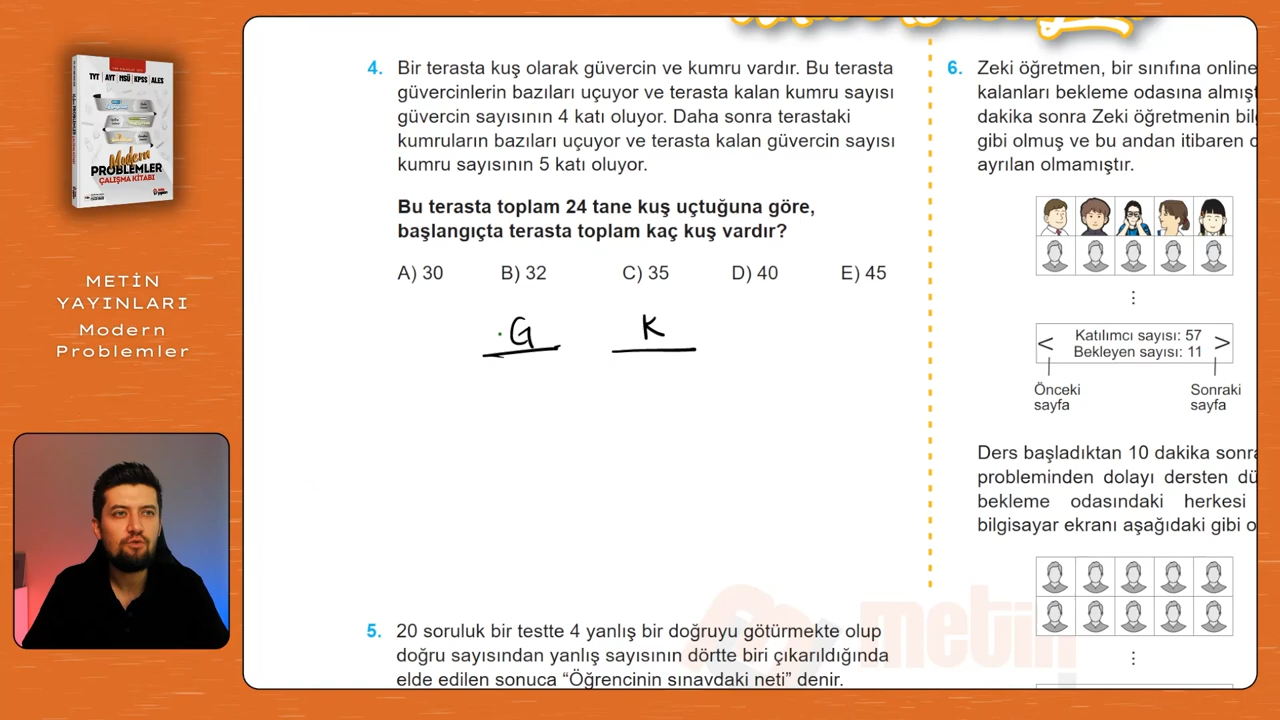 TYT | AYT | MSÜ | KPSS | ALES
Modern
PROBLEMLER
ÇALIŞMA KİTABI
METİN
YAYINLARI
Modern
Problemler
4. Bir terasta kuş olarak güvercin ve kumru vardır. Bu terasta
güvercinlerin bazıları uçuyor ve terasta kalan kumru sayısı
güvercin sayısının 4 katı oluyor. Daha sonra terastaki
kumruların bazıları uçuyor ve terasta kalan güvercin sayısı
kumru sayısının 5 katı oluyor.
Bu terasta toplam 24 tane kuş uçtuğuna göre,
başlangıçta terasta toplam kaç kuş vardır?
A) 30 B) 32 C) 35 D) 40 E) 45
G K
5. 20 soruluk bir testte 4 yanlış bir doğruyu götürmekte olup
doğru sayısından yanlış sayısının dörtte biri çıkarıldığında
elde edilen sonuca “Öğrencinin sınavdaki neti” denir.
6. Zeki öğretmen, bir sınıfına online
kalanları bekleme odasına almışt
dakika sonra Zeki öğretmenin bilg
gibi olmuş ve bu andan itibaren
ayrılan olmamıştır.
< Katılımcı sayısı: 57 >
Bekleyen sayısı: 11
Önceki Sonraki
sayfa sayfa
Ders başladıktan 10 dakika sonra
probleminden dolayı dersten dü
bekleme odasındaki herkesi
bilgisayar ekranı aşağıdaki gibi o
metin